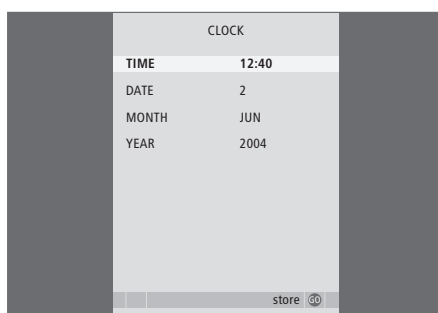 CLOCK
TIME 12:40
DATE 2
MONTH JUN
YEAR 2004
store GO